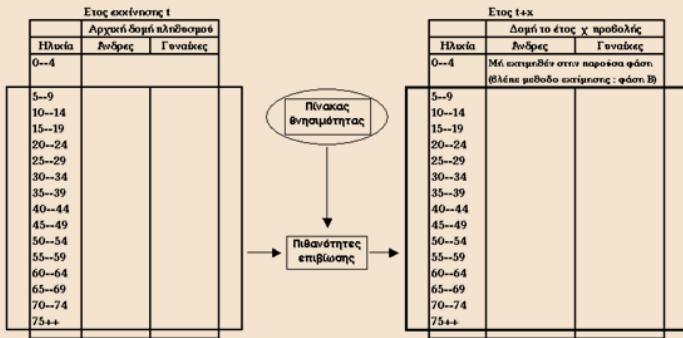 Ετος εκκίνησης t
Αρχική δομή πληθυσμού
Ηλικία Άνδρες Γυναίκες
0--4
5--9
10--14
15--19
20--24
25--29
30--34
35--39
40--44
45--49
50--54
55--59
60--64
65--69
70--74
75++
Πίνακας
θνησιμότητας
Πιθανότητες
επιβίωσης
Ετος t+x
Δομή το έτος χ προβολής
Ηλικία Άνδρες Γυναίκες
0--4 Μή εκτιμηθέν στην παρούσα φάση
(βλέπε μεθοδο εκτίμησης : φάση Β)
5--9
10--14
15--19
20--24
25--29
30--34
35--39
40--44
45--49
50--54
55--59
60--64
65--69
70--74
75++